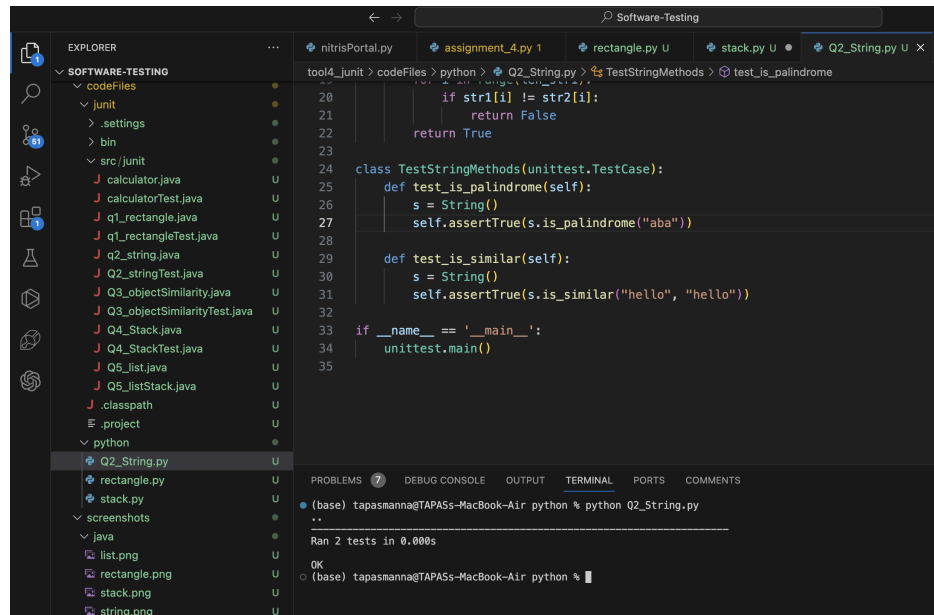 Software-Testing
EXPLORER
SOFTWARE-TESTING
codeFiles
junit
.settings
bin
src/junit
J calculator.java U
J calculatorTest.java U
J q1_rectangle.java U
J q1_rectangleTest.java U
J q2_string.java U
J Q2_stringTest.java U
J Q3_objectSimilarity.java U
J Q3_objectSimilarityTest.java U
J Q4_Stack.java U
J Q4_StackTest.java U
J Q5_list.java U
J Q5_listStack.java U
J .classpath U
.project U
python
Q2_String.py U
rectangle.py U
stack.py U
screenshots
java
list.png U
rectangle.png U
stack.png U
string.png U
1
51
1
nitrisPortal.py
assignment_4.py 1
rectangle.py U
stack.py U
Q2_String.py U
tool4_junit > codeFiles > python > Q2_String.py > TestStringMethods > test_is_palindrome
20 if str1[i] != str2[i]:
21 return False
22 return True
23
24 class TestStringMethods(unittest.TestCase):
25 def test_is_palindrome(self):
26 s = String()
27 self.assertTrue(s.is_palindrome("aba"))
28
29 def test_is_similar(self):
30 s = String()
31 self.assertTrue(s.is_similar("hello", "hello"))
32
33 if __name__ == '__main__':
34 unittest.main()
35
PROBLEMS 7 DEBUG CONSOLE OUTPUT TERMINAL PORTS COMMENTS
(base) tapasmanna@TAPASs-MacBook-Air python % python Q2_String.py
..
----------------------------------------------------------------------
Ran 2 tests in 0.000s
OK
(base) tapasmanna@TAPASs-MacBook-Air python %